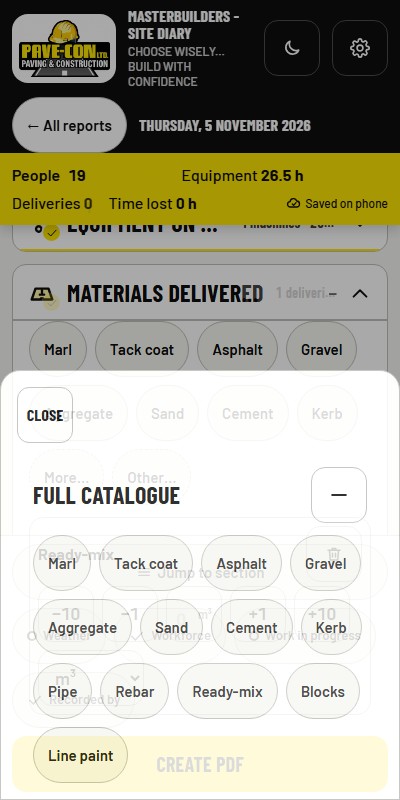 PAVE-CON LTD.
PAVING & CONSTRUCTION
MASTERBUILDERS -
SITE DIARY
CHOOSE WISELY...
BUILD WITH
CONFIDENCE
← All reports
THURSDAY, 5 NOVEMBER 2026
People 19
Equipment 26.5 h
Deliveries 0
Time lost 0 h
Saved on phone
EQUIPMENT ON ...
MATERIALS DELIVERED
1 deliveri...
Marl
Tack coat
Asphalt
Gravel
CLOSE
Aggregate
Sand
Cement
Kerb
More...
Other...
FULL CATALOGUE
Ready-mix
Marl
Tack coat
Asphalt
Gravel
Jump to section
−10
−1
m³
+1
+10
Aggregate
Sand
Cement
Kerb
Weather
Workforce
Work in progress
m³
Pipe
Rebar
Ready-mix
Blocks
Recorded by
Line paint
CREATE PDF